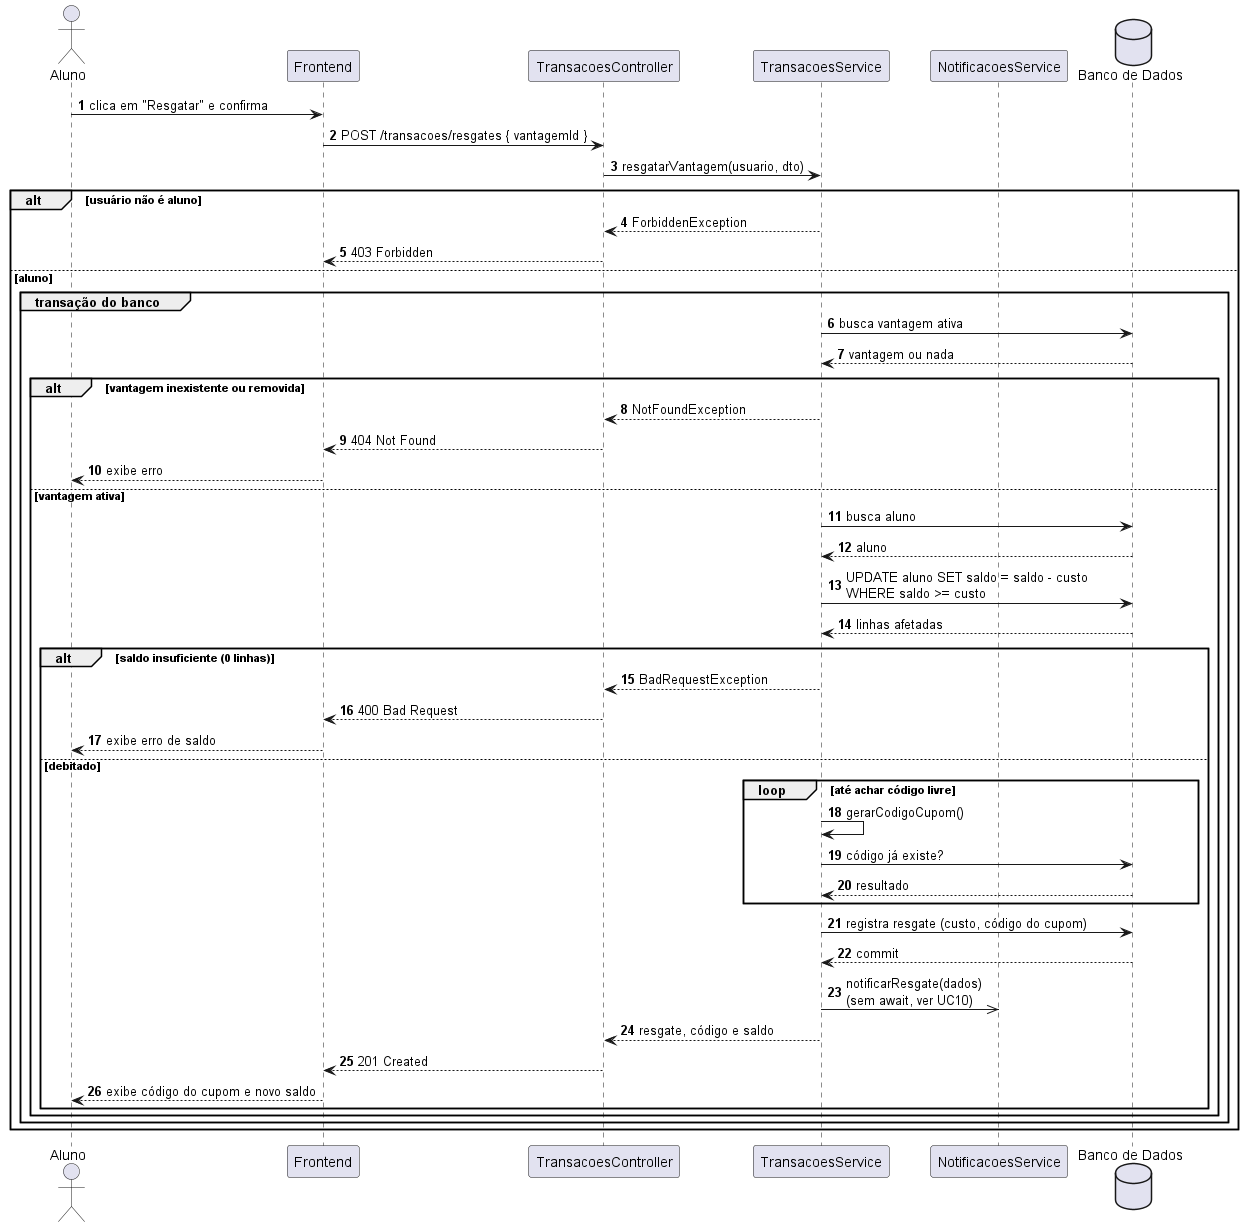 Aluno
Frontend
TransacoesController
TransacoesService
NotificacoesService
Banco de Dados
1 clica em "Resgatar" e confirma
2 POST /transacoes/resgates { vantagemId }
3 resgatarVantagem(usuario, dto)
alt [usuário não é aluno]
4 ForbiddenException
5 403 Forbidden
[aluno]
transação do banco
6 busca vantagem ativa
7 vantagem ou nada
alt [vantagem inexistente ou removida]
8 NotFoundException
9 404 Not Found
10 exibe erro
[vantagem ativa]
11 busca aluno
12 aluno
13 UPDATE aluno SET saldo = saldo - custo
WHERE saldo >= custo
14 linhas afetadas
alt [saldo insuficiente (0 linhas)]
15 BadRequestException
16 400 Bad Request
17 exibe erro de saldo
[debitado]
loop [até achar código livre]
18 gerarCodigoCupom()
19 código já existe?
20 resultado
21 registra resgate (custo, código do cupom)
22 commit
23 notificarResgate(dados)
(sem await, ver UC10)
24 resgate, código e saldo
25 201 Created
26 exibe código do cupom e novo saldo
Aluno
Frontend
TransacoesController
TransacoesService
NotificacoesService
Banco de Dados